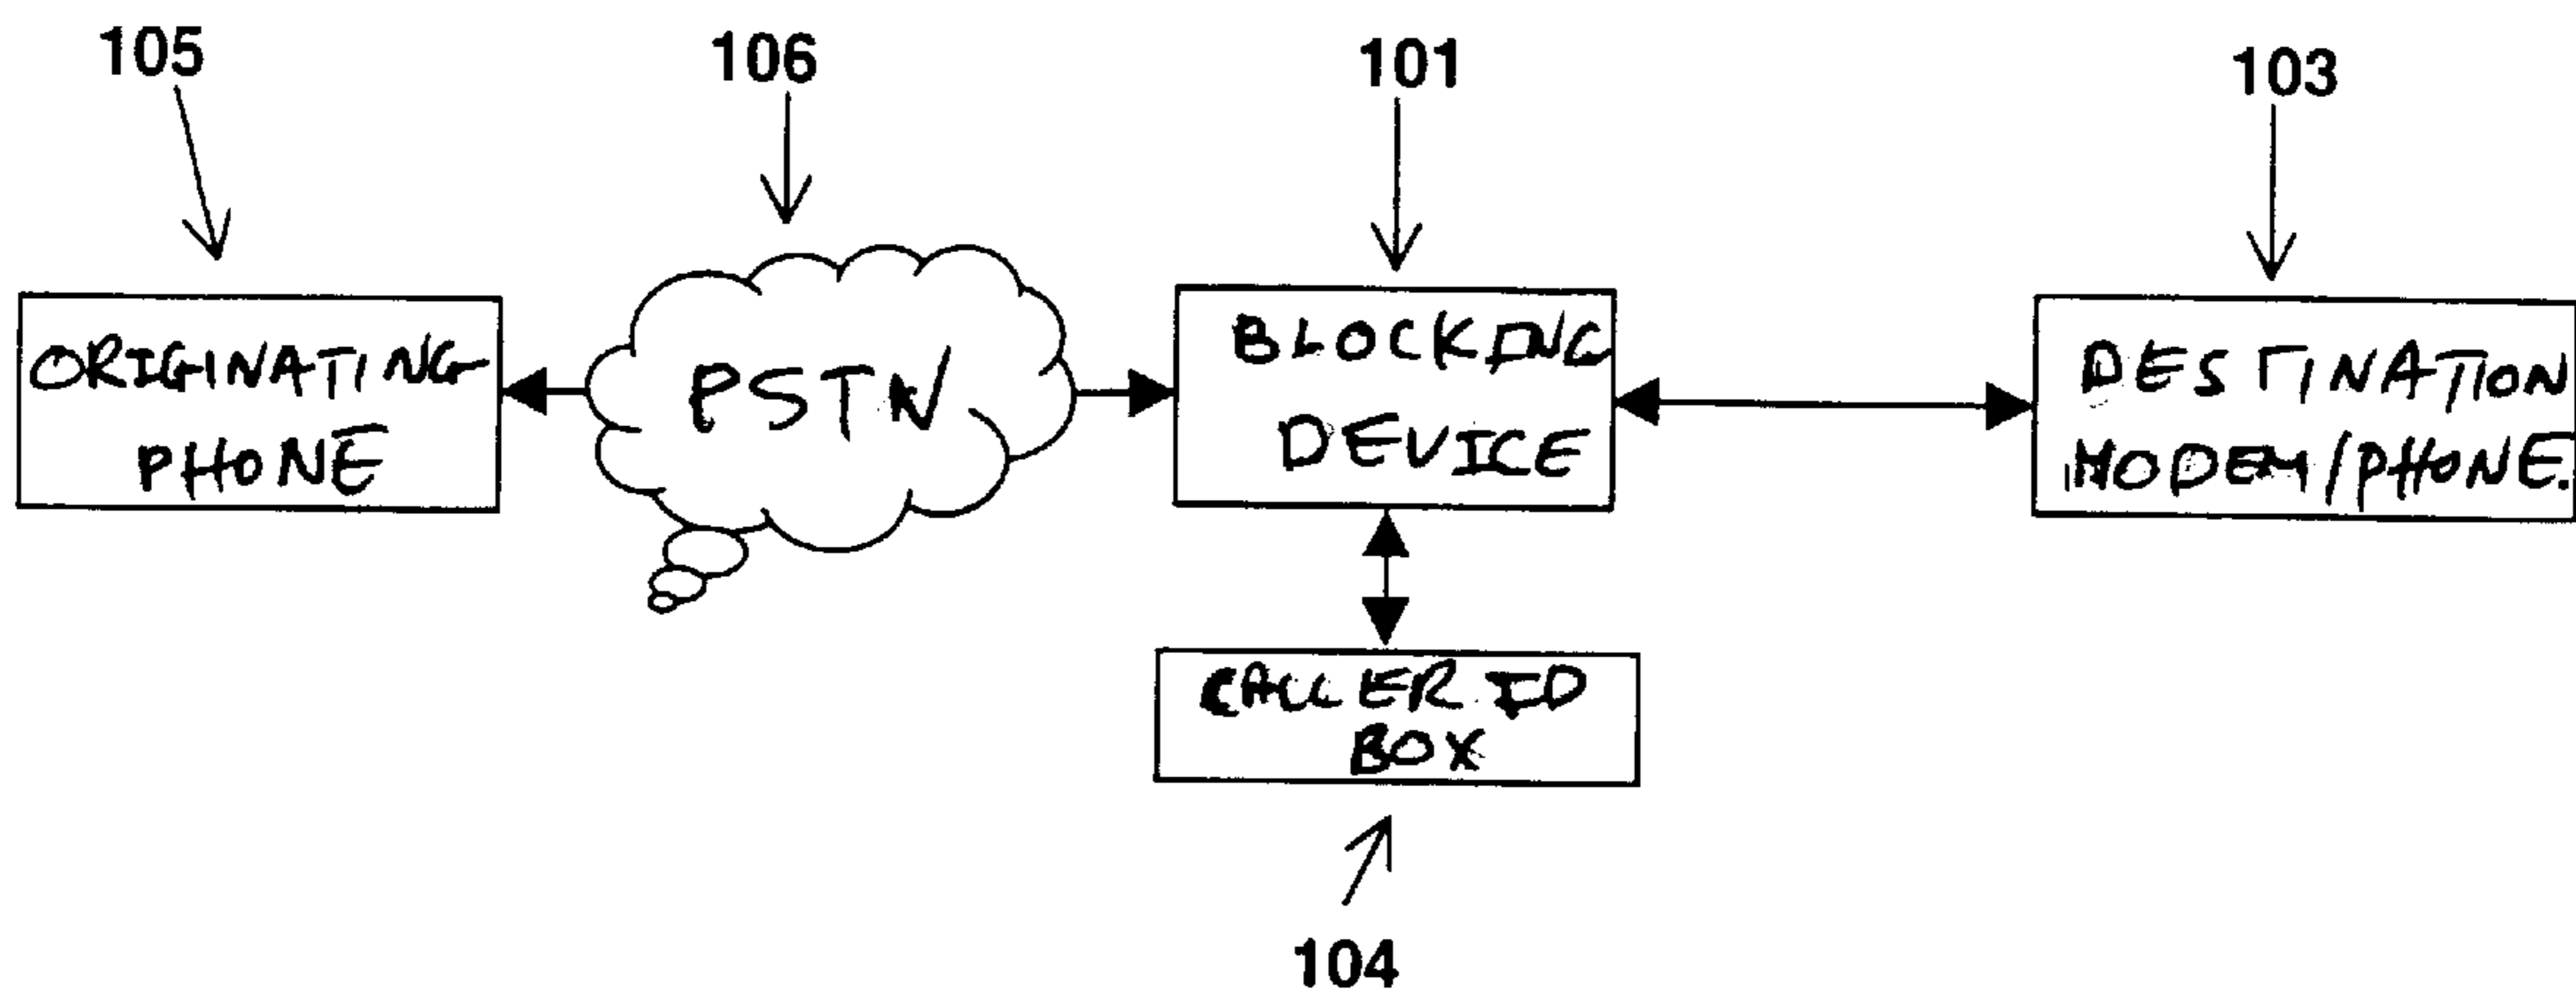 105
106
101
103
ORIGINATING
PHONE
PSTN
BLOCKING
DEVICE
DESTINATION
MODEM/PHONE.
CALLER ID
BOX
104